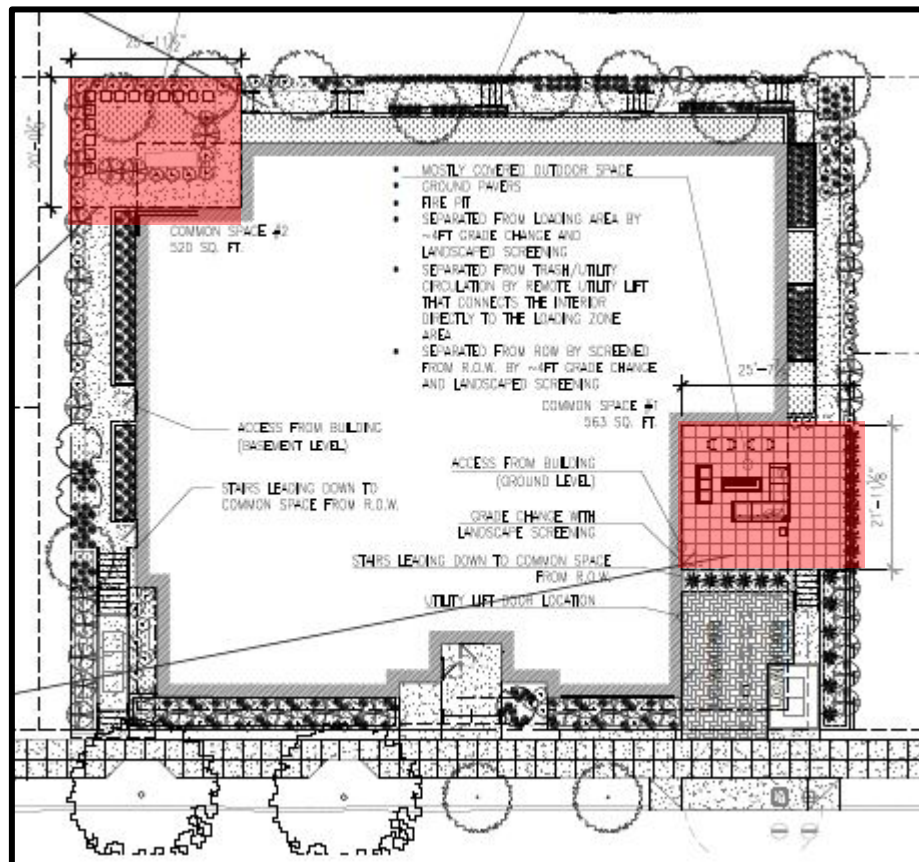 25'-11½"
20'-0⅜"
• MOSTLY COVERED OUTDOOR SPACE
• GROUND PAVERS
• FIRE PIT
• SEPARATED FROM LOADING AREA BY
~4FT GRADE CHANGE AND
LANDSCAPED SCREENING
• SEPARATED FROM TRASH/UTILITY
CIRCULATION BY REMOTE UTILITY LIFT
THAT CONNECTS THE INTERIOR
DIRECTLY TO THE LOADING ZONE
AREA
• SEPARATED FROM ROW BY SCREENED
FROM R.O.W. BY ~4FT GRADE CHANGE
AND LANDSCAPED SCREENING
COMMON SPACE #2
520 SQ. FT.
25'-7
COMMON SPACE #1
563 SQ. FT.
ACCESS FROM BUILDING
(BASEMENT LEVEL)
STAIRS LEADING DOWN TO
COMMON SPACE FROM R.O.W.
ACCESS FROM BUILDING
(GROUND LEVEL)
GRADE CHANGE WITH
LANDSCAPE SCREENING
STAIRS LEADING DOWN TO COMMON SPACE
FROM R.O.W.
UTILITY LIFT DOOR LOCATION
21'-11⅛"